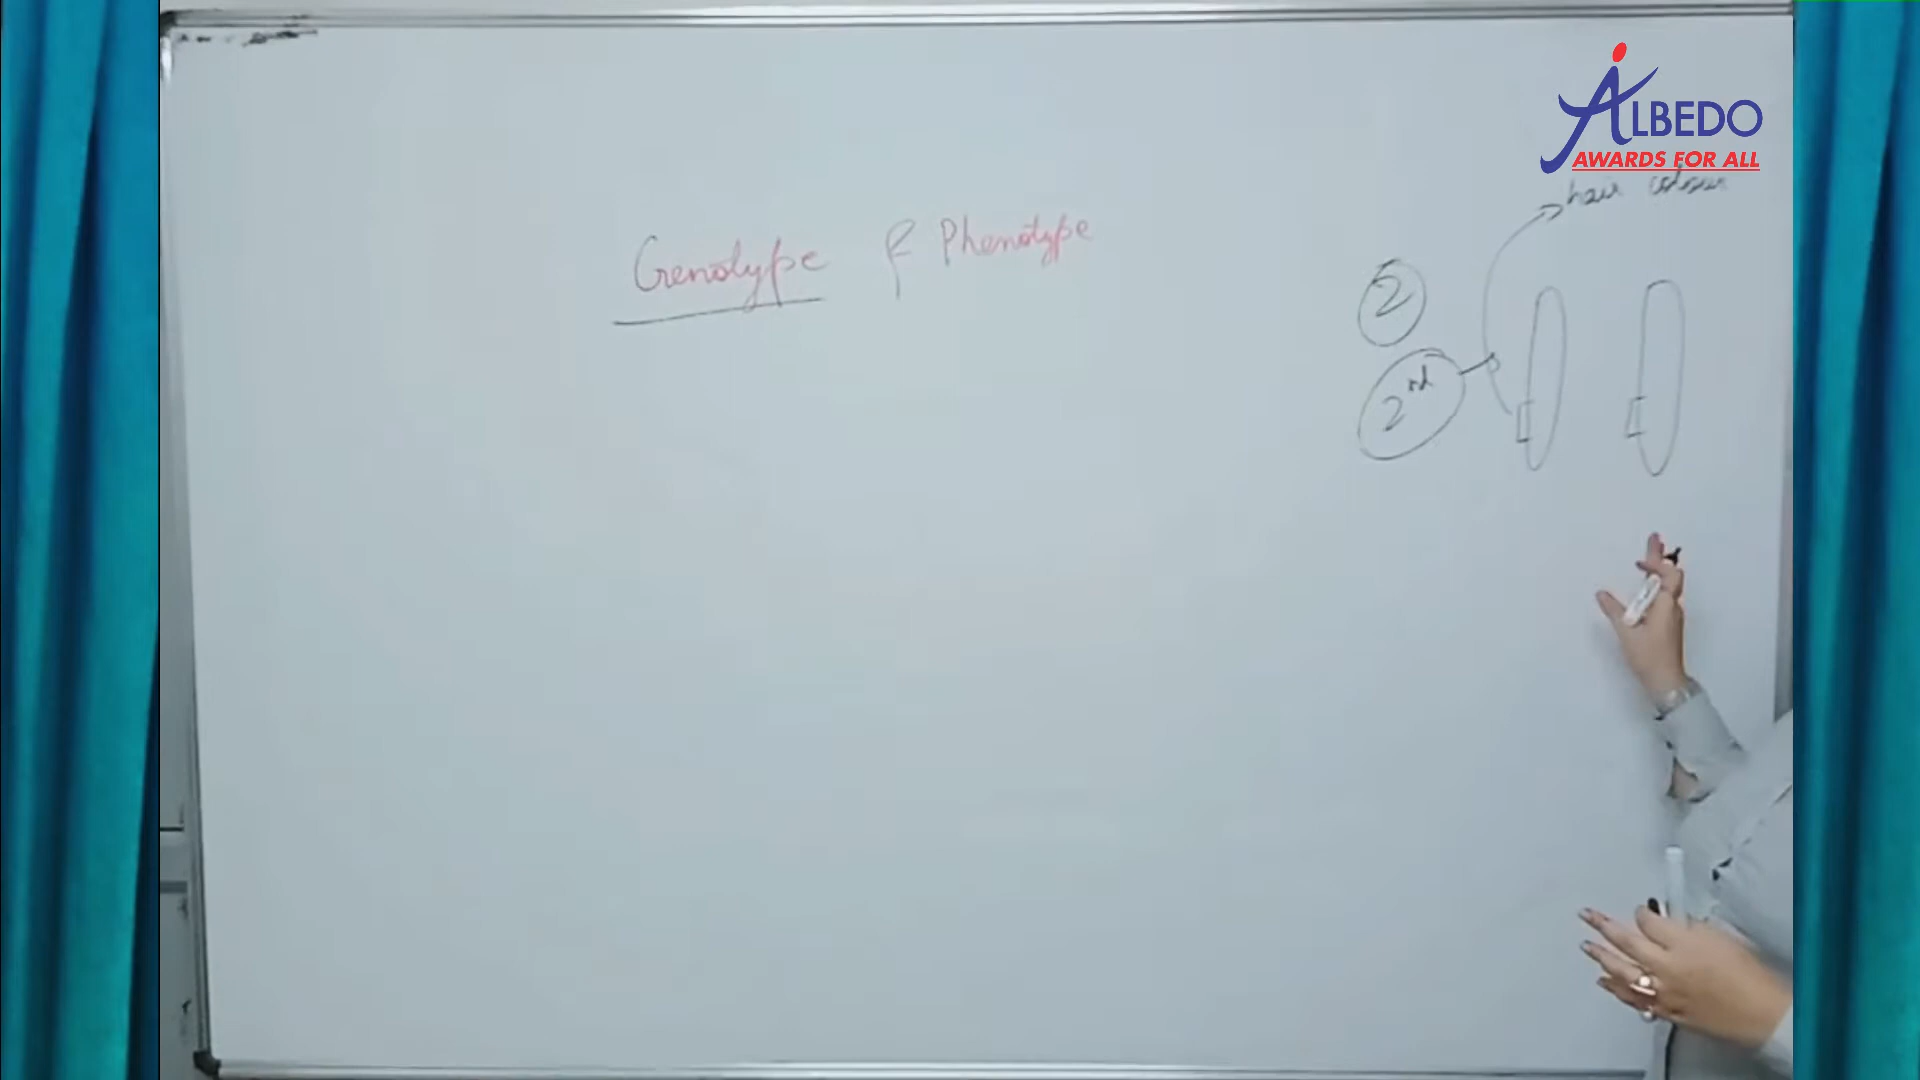 ALBEDO
AWARDS FOR ALL
hair colour
Genotype & Phenotype
2
2nd